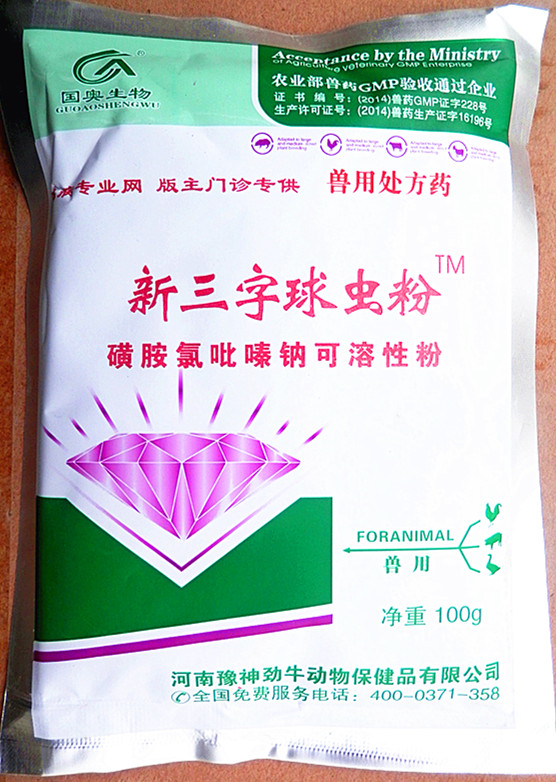 国奥生物
GUOAOSHENGWU
Acceptance by the Ministry
of Agriculture veterinary GMP Enterprise
农业部兽药GMP验收通过企业
证书编号：(2014)兽药GMP证字228号
生产许可证号：(2014)兽药生产证字16196号
专业网 版主门诊专供 兽用处方药
新三字球虫粉TM
磺胺氯吡嗪钠可溶性粉
FORANIMAL
兽用
净重 100g
河南豫神劲牛动物保健品有限公司
全国免费服务电话：400-0371-358